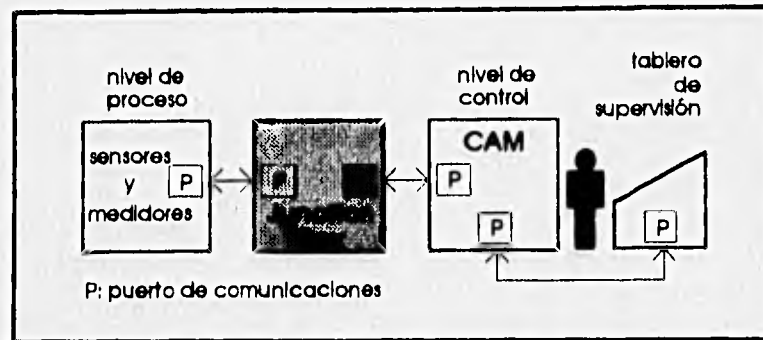 nivel de
proceso
sensores
y
medidores
P
P
nivel de
control
CAM
P
P
tablero
de
supervisión
P
P: puerto de comunicaciones